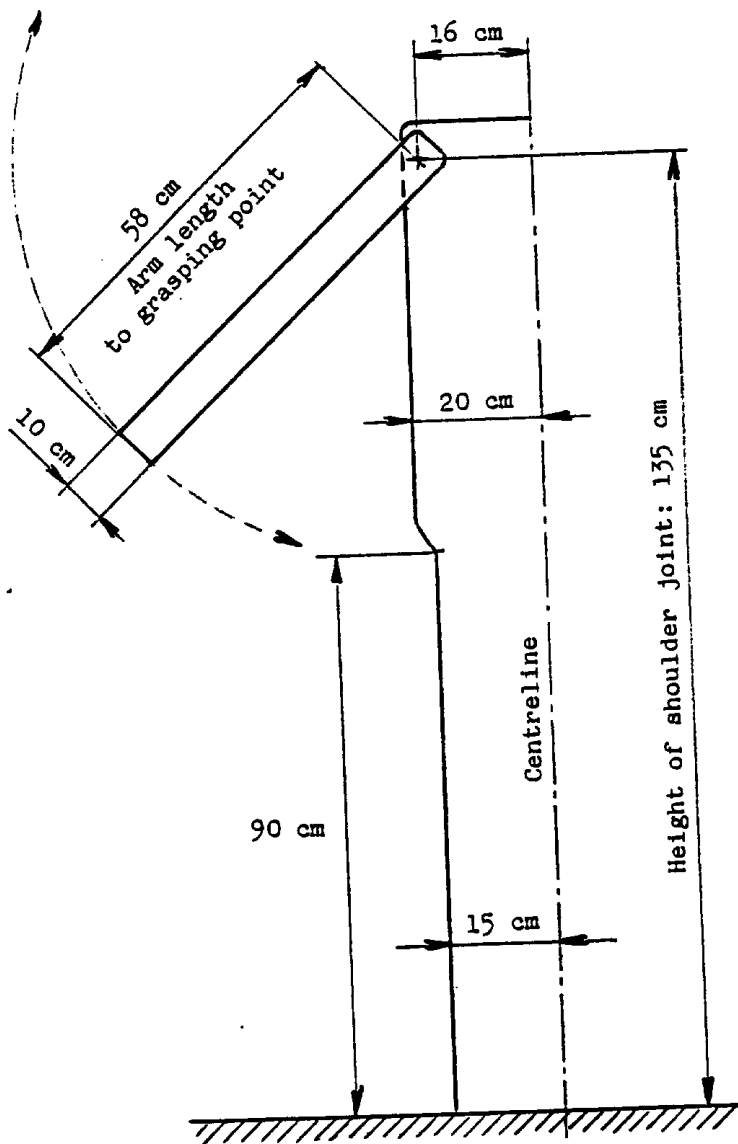 16 cm
58 cm
Arm length
to grasping point
10 cm
20 cm
Height of shoulder joint: 135 cm
Centreline
90 cm
15 cm